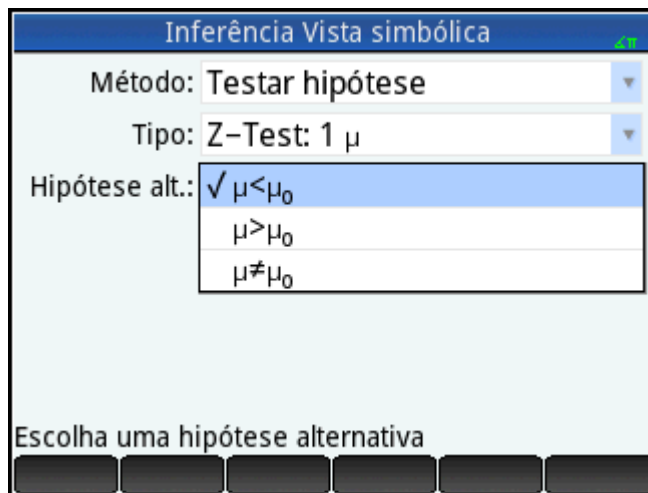 Inferência Vista simbólica
∡π
Método: Testar hipótese
Tipo: Z-Test: 1 μ
Hipótese alt.: √ μ<μ₀
μ>μ₀
μ≠μ₀
Escolha uma hipótese alternativa